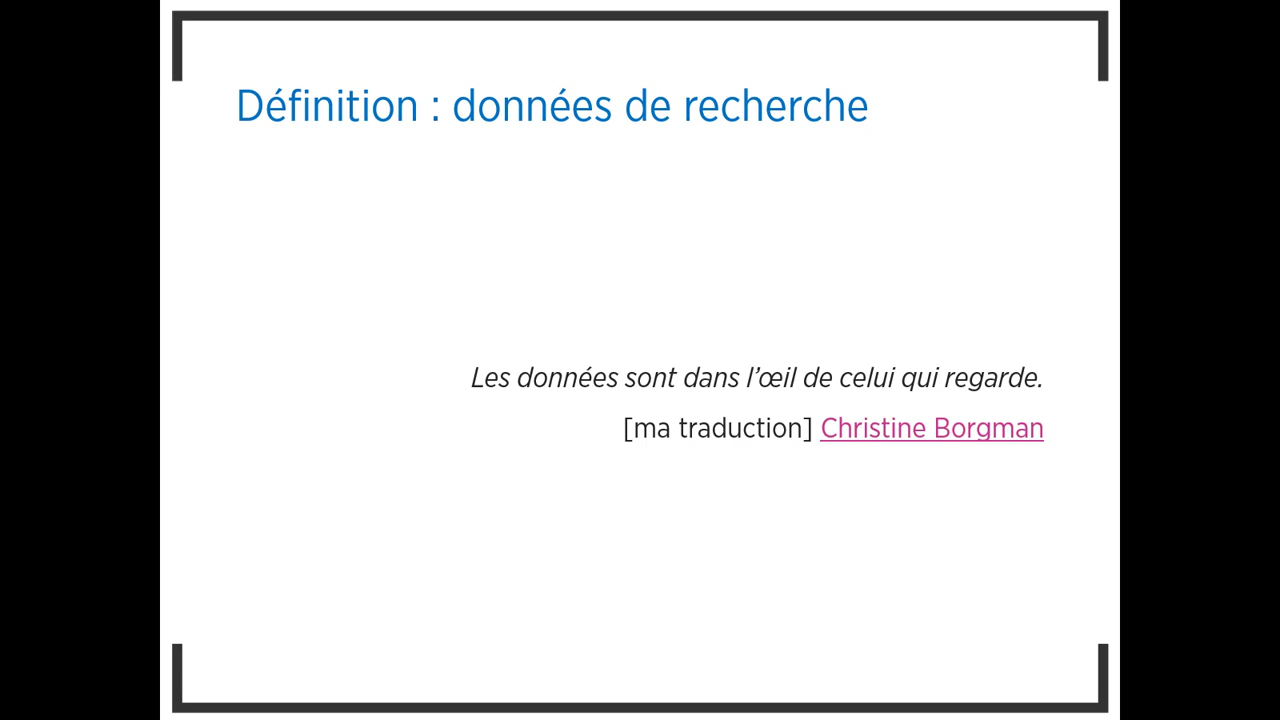 Définition : données de recherche
Les données sont dans l’œil de celui qui regarde.
[ma traduction] Christine Borgman